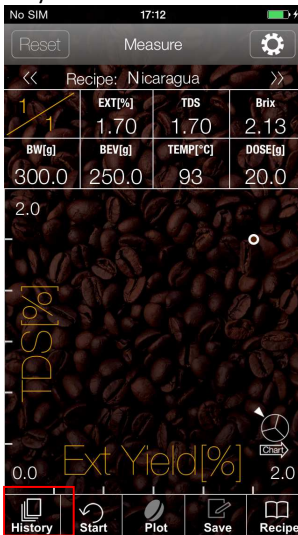 No SIM 17:12
Reset Measure
<< Recipe: Nicaragua >>
1/1 EXT[%] TDS Brix
1.70 1.70 2.13
BW[g] BEV[g] TEMP[°C] DOSE[g]
300.0 250.0 93 20.0
2.0
TDS[%]
Chart
0.0 Ext Yield[%] 2.0
History Start Plot Save Recipe